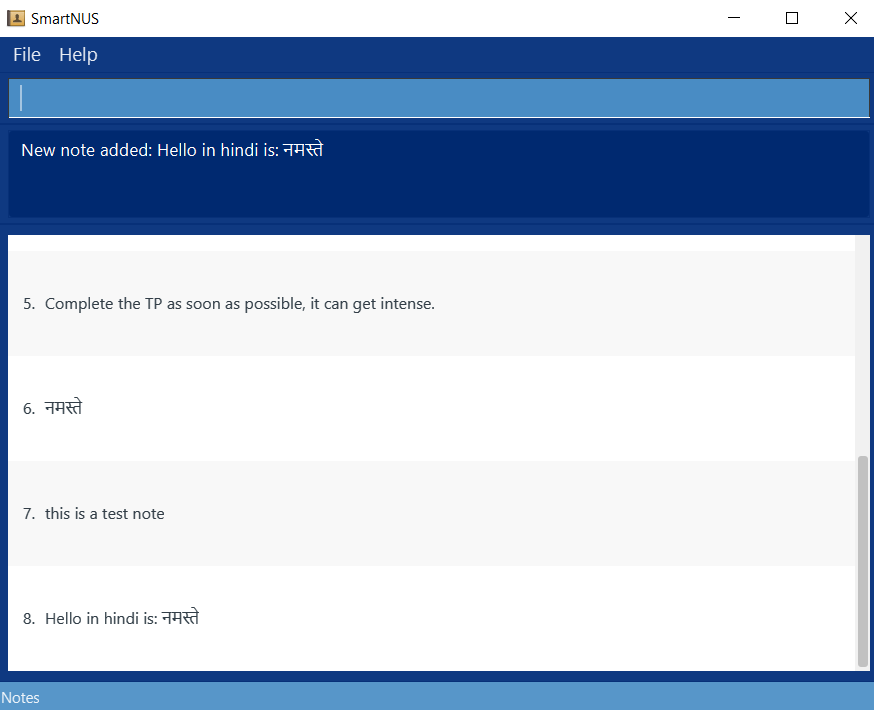 SmartNUS
File Help
New note added: Hello in hindi is: नमस्ते
5. Complete the TP as soon as possible, it can get intense.
6. नमस्ते
7. this is a test note
8. Hello in hindi is: नमस्ते
Notes